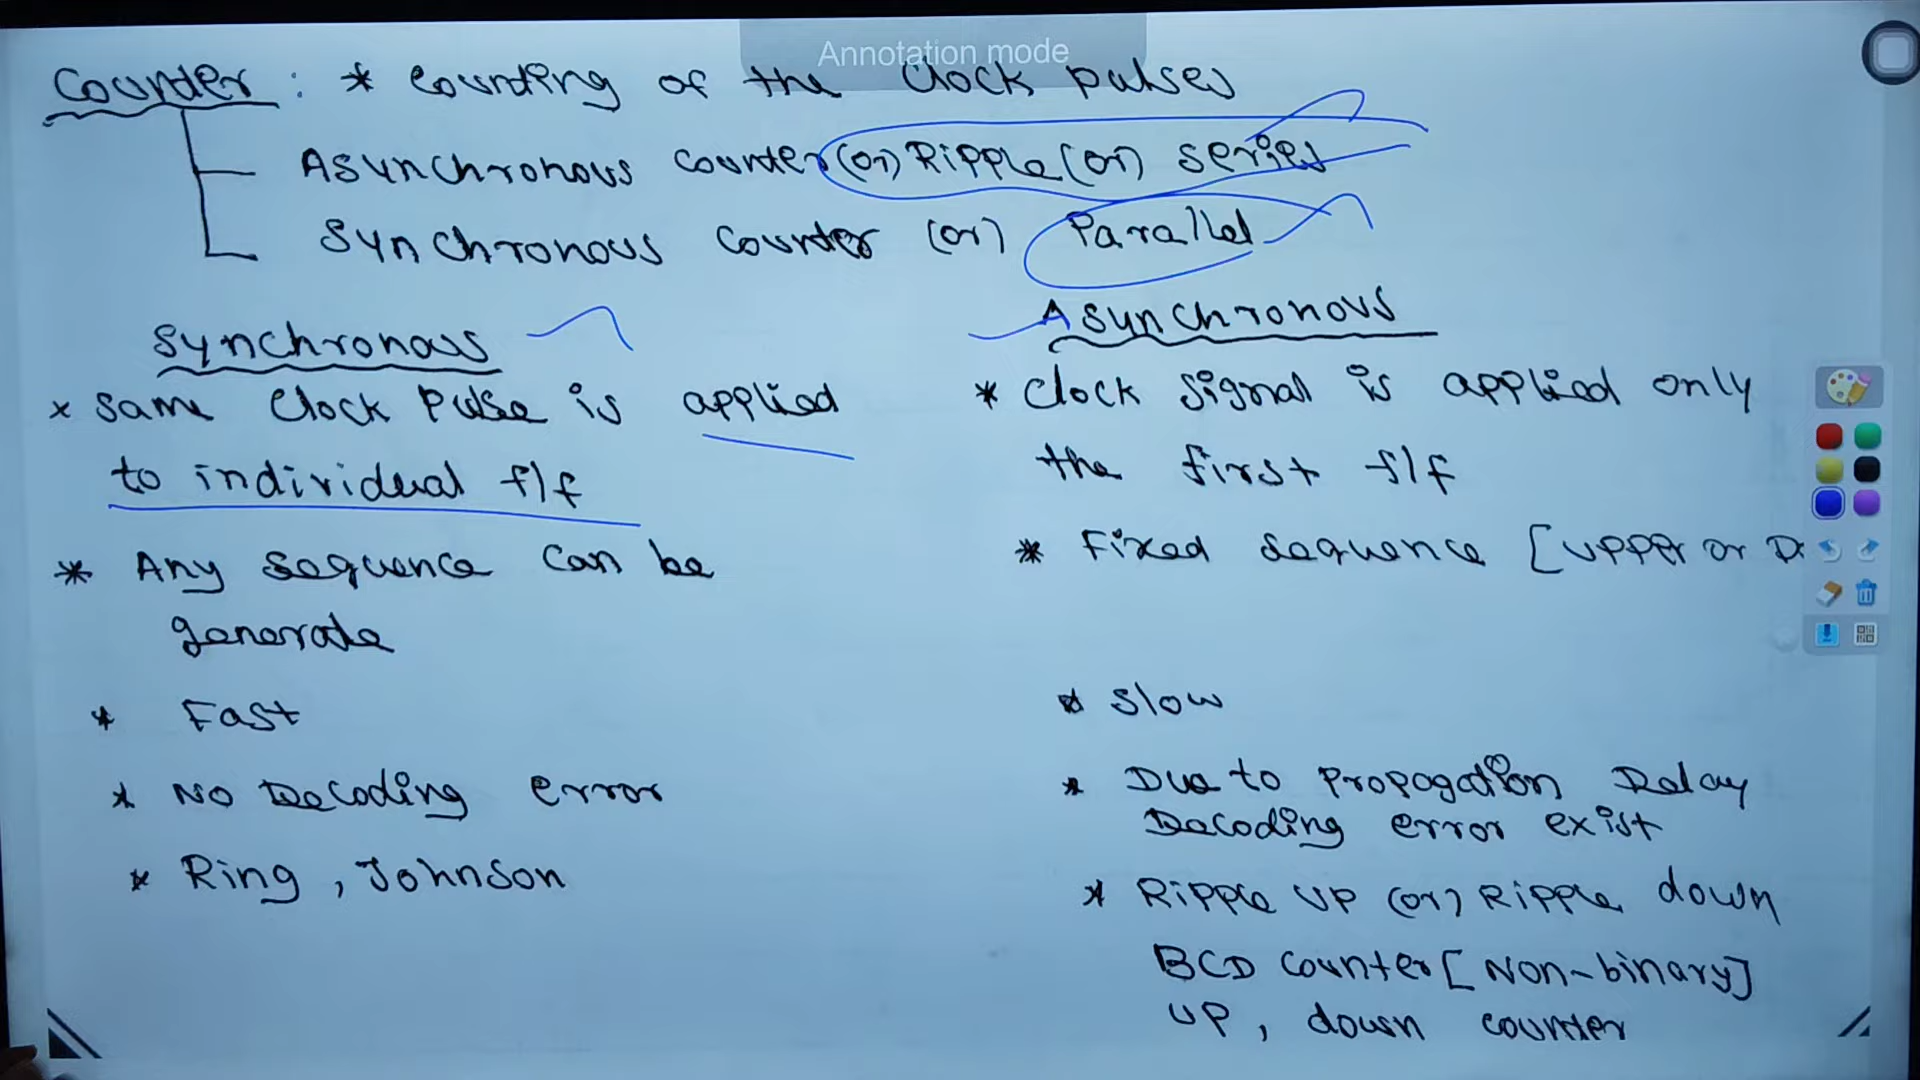 Annotation mode
Counter : * Counting of the Clock pulses
Asynchronous counter (or) Ripple (or) series
Synchronous counter (or) Parallel
Synchronous
* Same Clock Pulse is applied
to individual f/f
* Any Sequence can be
generate
* Fast
* No Decoding error
* Ring , Johnson
Asynchronous
* Clock signal is applied only
the first f/f
* Fixed sequence [upper or D
* Slow
* Due to Propagation Delay
Decoding error exist
* Ripple UP (or) Ripple down
BCD counter [Non-binary]
UP , down counter